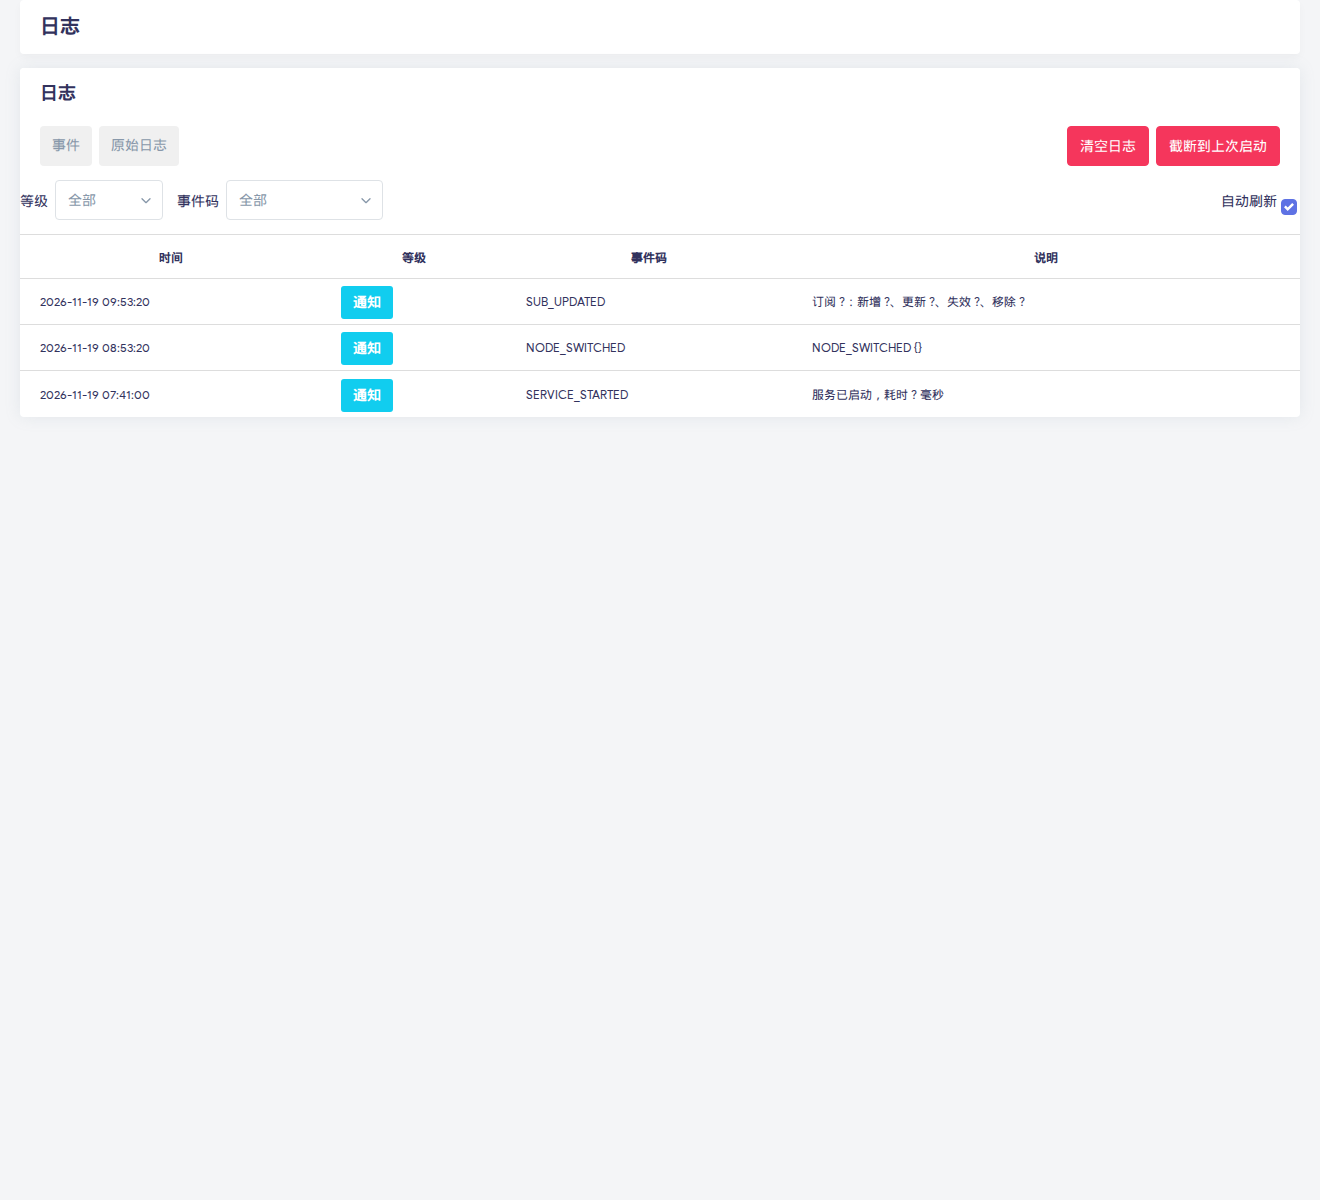 日志
日志
事件 原始日志 清空日志 截断到上次启动
等级 全部 事件码 全部 自动刷新
时间 等级 事件码 说明
2026-11-19 09:53:20 通知 SUB_UPDATED 订阅 ?：新增 ?、更新 ?、失效 ?、移除 ?
2026-11-19 08:53:20 通知 NODE_SWITCHED NODE_SWITCHED {}
2026-11-19 07:41:00 通知 SERVICE_STARTED 服务已启动，耗时 ? 毫秒